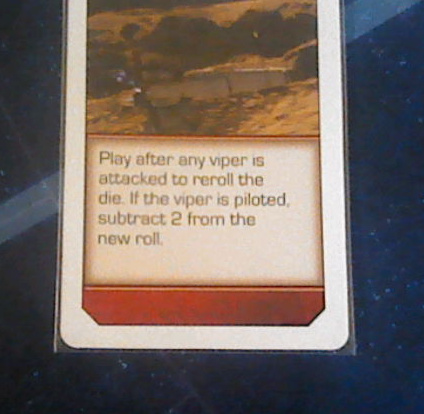 Play after any viper is
attacked to reroll the
die. If the viper is piloted,
subtract 2 from the
new roll.